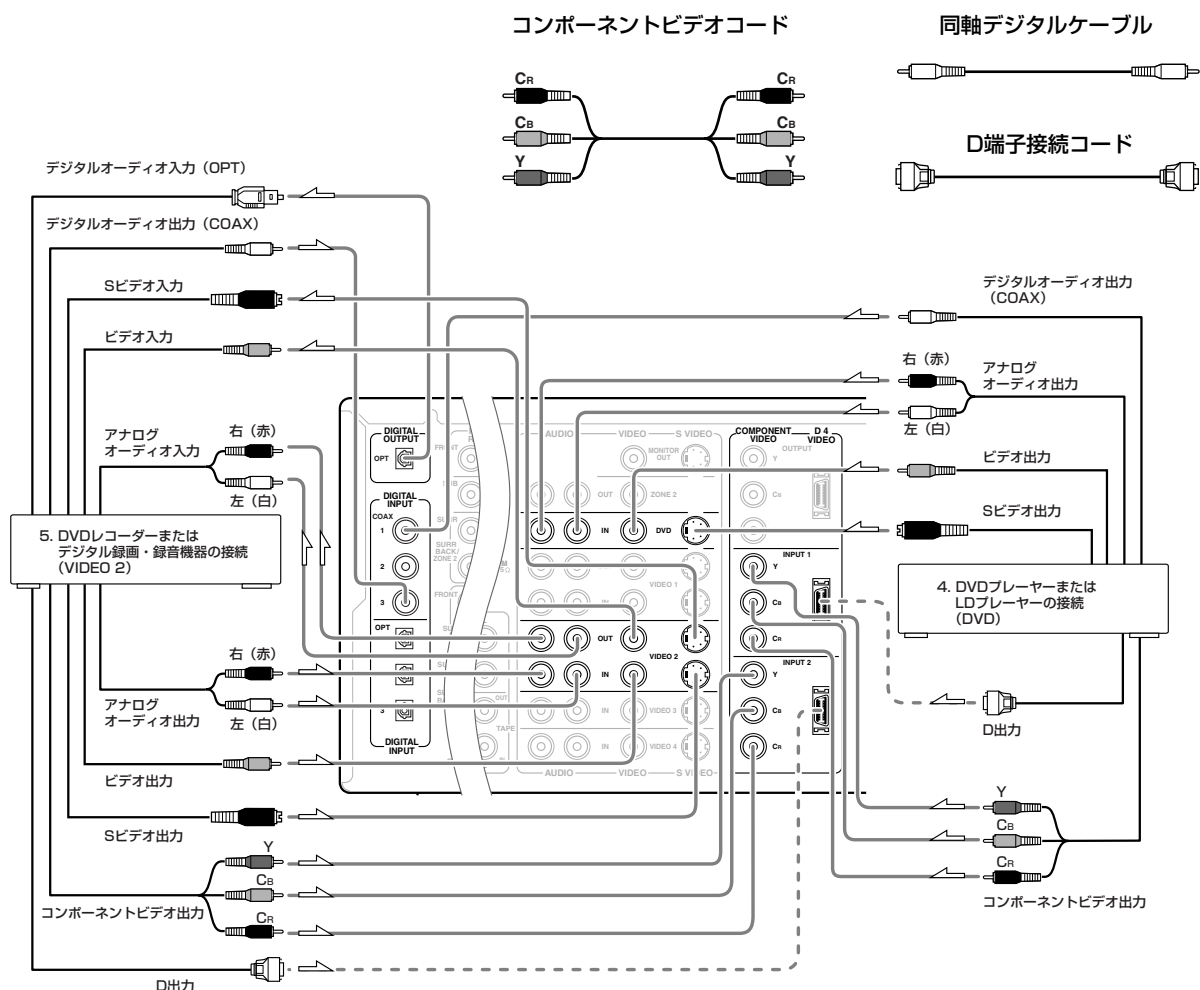 コンポーネントビデオコード
CR
CB
Y
CR
CB
Y
同軸デジタルケーブル
D端子接続コード
デジタルオーディオ入力（OPT）
デジタルオーディオ出力（COAX）
Sビデオ入力
ビデオ入力
アナログ
オーディオ入力
右（赤）
左（白）
5. DVDレコーダーまたは
デジタル録画・録音機器の接続
（VIDEO 2）
右（赤）
アナログ
オーディオ出力
左（白）
ビデオ出力
Sビデオ出力
Y
CB
CR
コンポーネントビデオ出力
D出力
DIGITAL
OUTPUT
OPT
DIGITAL
INPUT
COAX
1
2
3
OPT
3
DIGITAL
INPUT
FRONT
SURR
BACK/
ZONE 2
FRONT
OUT
TAPE
IN
AUDIO
VIDEO
S VIDEO
MONITOR
OUT
OUT
ZONE 2
IN
DVD
VIDEO 1
IN
OUT
VIDEO 2
IN
IN
VIDEO 3
IN
VIDEO 4
AUDIO
VIDEO
S VIDEO
COMPONENT
VIDEO
D 4
VIDEO
OUTPUT
Y
CB
INPUT 1
Y
CB
CR
INPUT 2
Y
CB
CR
デジタルオーディオ出力
（COAX）
右（赤）
アナログ
オーディオ出力
左（白）
ビデオ出力
Sビデオ出力
4. DVDプレーヤーまたは
LDプレーヤーの接続
（DVD）
D出力
Y
CB
CR
コンポーネントビデオ出力